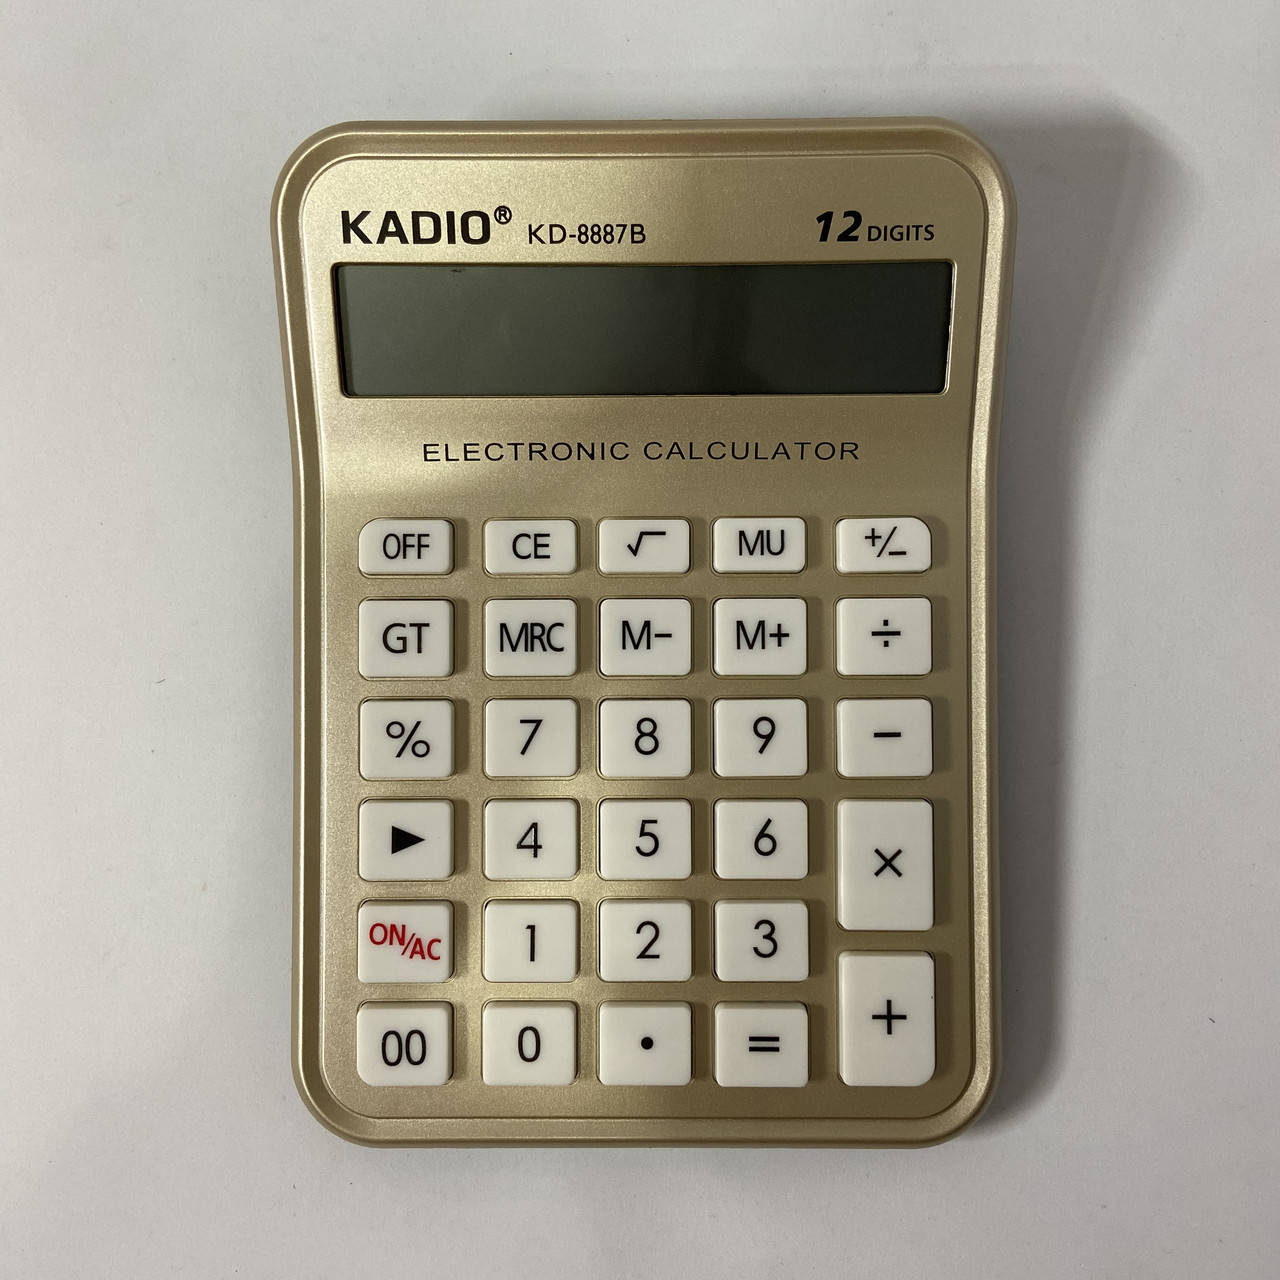 KADIO® KD-8887B 12 DIGITS
ELECTRONIC CALCULATOR
OFF CE √ MU +/−
GT MRC M− M+ ÷
% 7 8 9 −
▶ 4 5 6 ×
ON/AC 1 2 3 +
00 0 . =